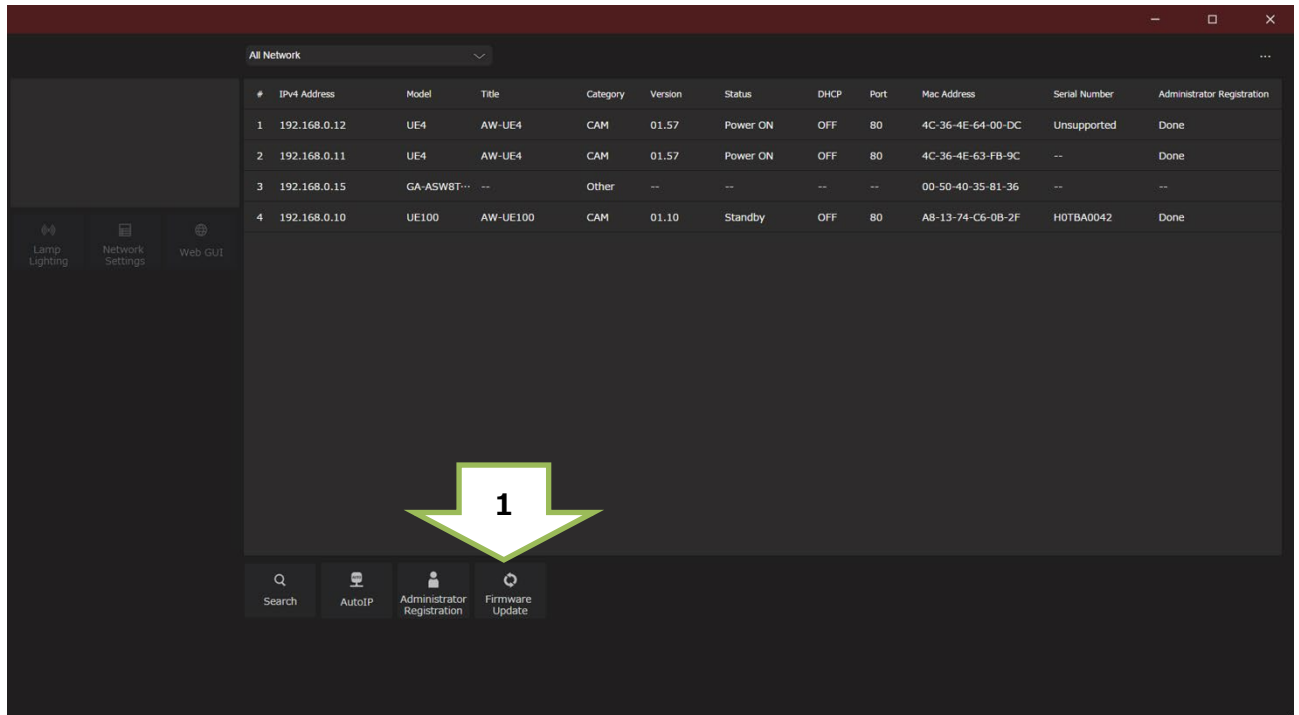 All Network
...
# IPv4 Address Model Title Category Version Status DHCP Port Mac Address Serial Number Administrator Registration
1 192.168.0.12 UE4 AW-UE4 CAM 01.57 Power ON OFF 80 4C-36-4E-64-00-DC Unsupported Done
2 192.168.0.11 UE4 AW-UE4 CAM 01.57 Power ON OFF 80 4C-36-4E-63-FB-9C -- Done
3 192.168.0.15 GA-ASW8T··· -- Other -- -- -- -- 00-50-40-35-81-36 -- --
4 192.168.0.10 UE100 AW-UE100 CAM 01.10 Standby OFF 80 A8-13-74-C6-0B-2F H0TBA0042 Done
Lamp
Lighting
Network
Settings
Web GUI
1
Search
AutoIP
Administrator
Registration
Firmware
Update